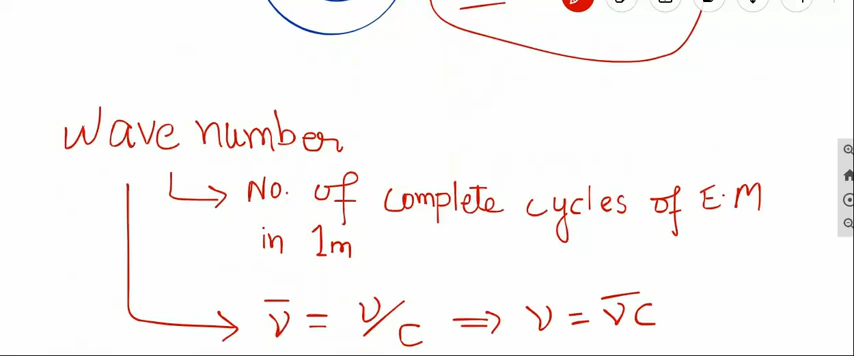 Wave number
No. of complete cycles of E.M
in 1m
ν̅ = ν/c ⇒ ν = ν̅c